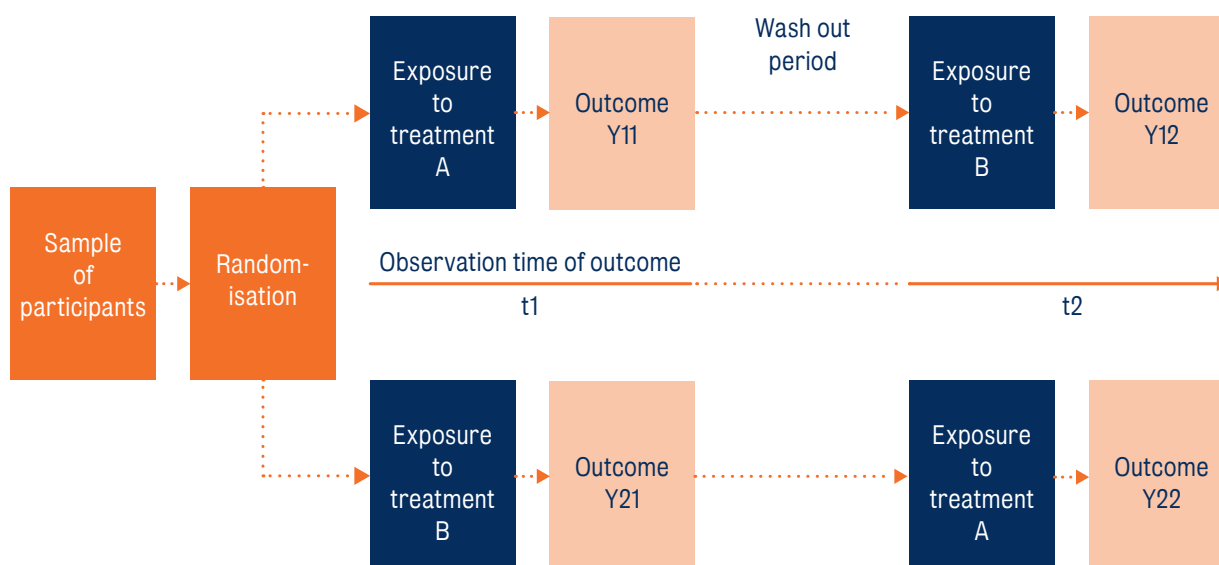 Sample
of
participants
Random-
isation
Exposure
to
treatment
A
Outcome
Y11
Wash out
period
Exposure
to
treatment
B
Outcome
Y12
Observation time of outcome
t1
t2
Exposure
to
treatment
B
Outcome
Y21
Exposure
to
treatment
A
Outcome
Y22